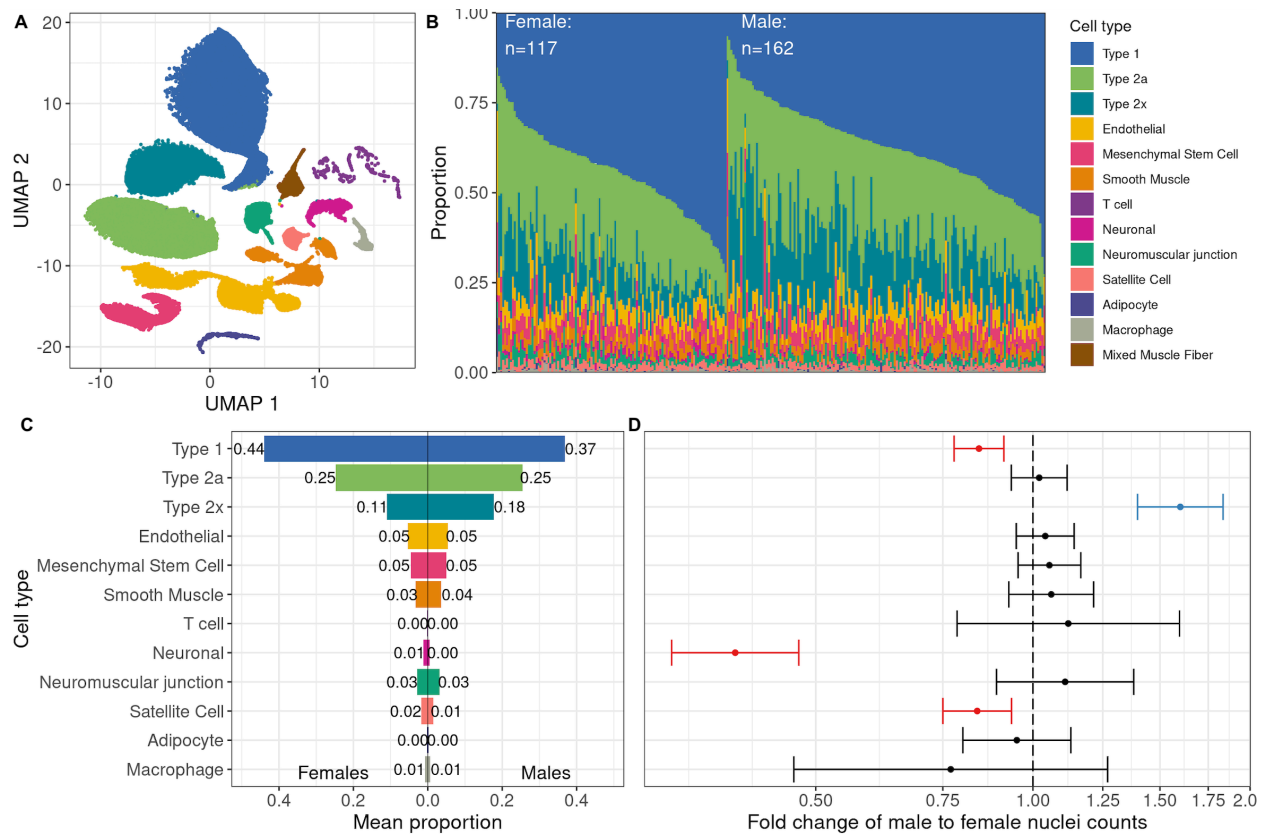 A
20
10
0
-10
-20
UMAP 2
-10
0
10
UMAP 1
B
1.00
0.75
0.50
0.25
0.00
Proportion
Female:
n=117
Male:
n=162
Cell type
Type 1
Type 2a
Type 2x
Endothelial
Mesenchymal Stem Cell
Smooth Muscle
T cell
Neuronal
Neuromuscular junction
Satellite Cell
Adipocyte
Macrophage
Mixed Muscle Fiber
C
Cell type
Type 1 0.44 0.37
Type 2a 0.25 0.25
Type 2x 0.11 0.18
Endothelial 0.05 0.05
Mesenchymal Stem Cell 0.05 0.05
Smooth Muscle 0.03 0.04
T cell 0.00 0.00
Neuronal 0.01 0.00
Neuromuscular junction 0.03 0.03
Satellite Cell 0.02 0.01
Adipocyte 0.00 0.00
Macrophage 0.01 0.01
Females Males
0.4 0.2 0.0 0.2 0.4
Mean proportion
D
0.50 0.75 1.00 1.25 1.50 1.75 2.0
Fold change of male to female nuclei counts